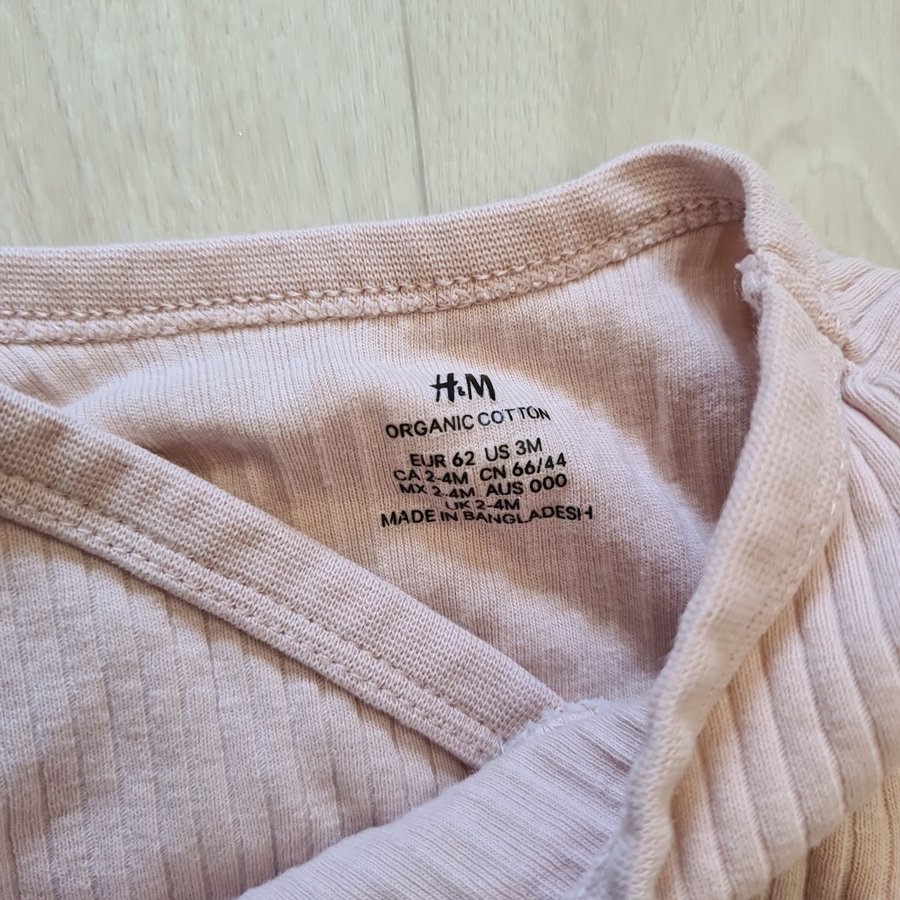 H&M
ORGANIC COTTON
EUR 62 US 3M
CA 2-4M CN 66/44
MX 2-4M AUS 000
UK 2-4M
MADE IN BANGLADESH